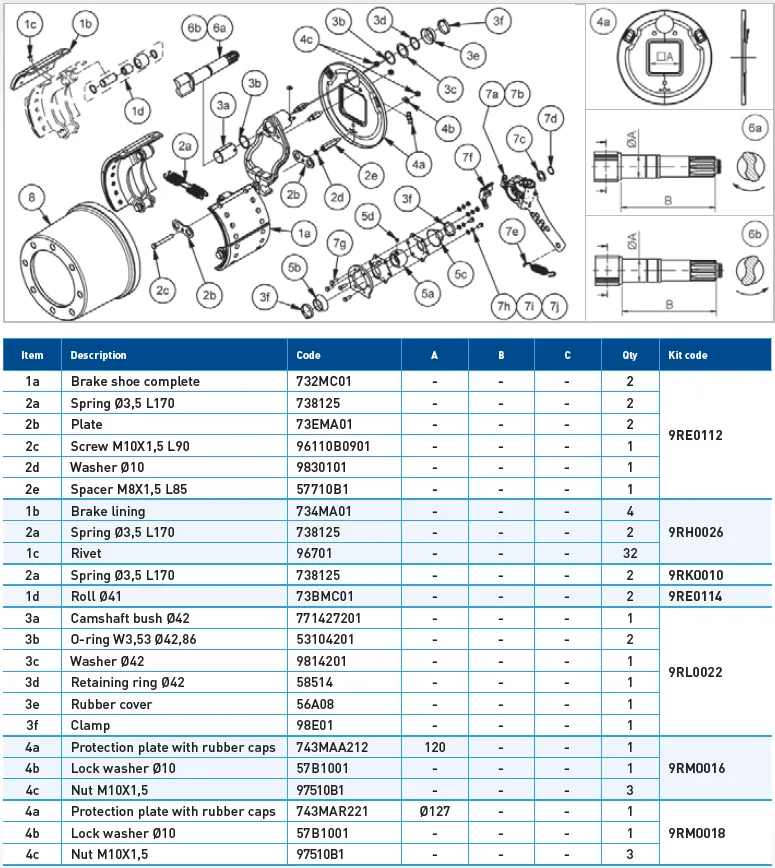 1c
1b
6b
6a
3b
3d
3f
4c
3e
4a
□A
3a
3b
3c
7a
7b
1d
4b
7c
7d
6a
ØA
B
2a
4a
7f
2e
2b
2d
8
3f
5d
1a
7g
7e
6b
ØA
B
5b
5c
2c
2b
3f
5a
7h
7i
7j
Item Description Code A B C Qty Kit code
1a Brake shoe complete 732MC01 - - - 2
2a Spring Ø3,5 L170 738125 - - - 2
2b Plate 73EMA01 - - - 2
9RE0112
2c Screw M10X1,5 L90 96110B0901 - - - 1
2d Washer Ø10 9830101 - - - 1
2e Spacer M8X1,5 L85 57710B1 - - - 1
1b Brake lining 734MA01 - - - 4
2a Spring Ø3,5 L170 738125 - - - 2 9RH0026
1c Rivet 96701 - - - 32
2a Spring Ø3,5 L170 738125 - - - 2 9RK0010
1d Roll Ø41 73BMC01 - - - 2 9RE0114
3a Camshaft bush Ø42 771427201 - - - 1
3b O-ring W3,53 Ø42,86 53104201 - - - 2
3c Washer Ø42 9814201 - - - 1
9RL0022
3d Retaining ring Ø42 58514 - - - 1
3e Rubber cover 56A08 - - - 1
3f Clamp 98E01 - - - 1
4a Protection plate with rubber caps 743MAA212 120 - - 1
4b Lock washer Ø10 57B1001 - - - 1 9RM0016
4c Nut M10X1,5 97510B1 - - - 3
4a Protection plate with rubber caps 743MAR221 Ø127 - - 1
4b Lock washer Ø10 57B1001 - - - 1 9RM0018
4c Nut M10X1,5 97510B1 - - - 3